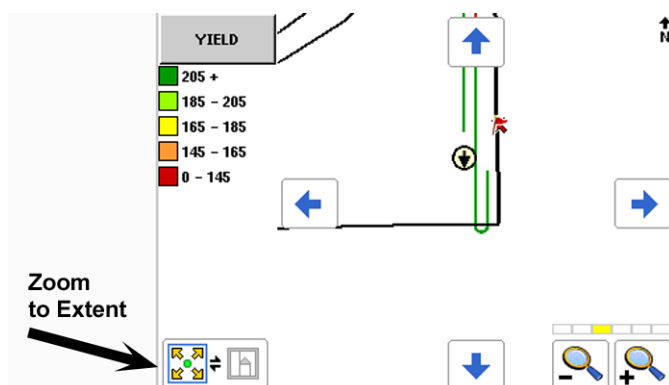 YIELD
N
205 +
185 - 205
165 - 185
145 - 165
0 - 145
Zoom
to Extent